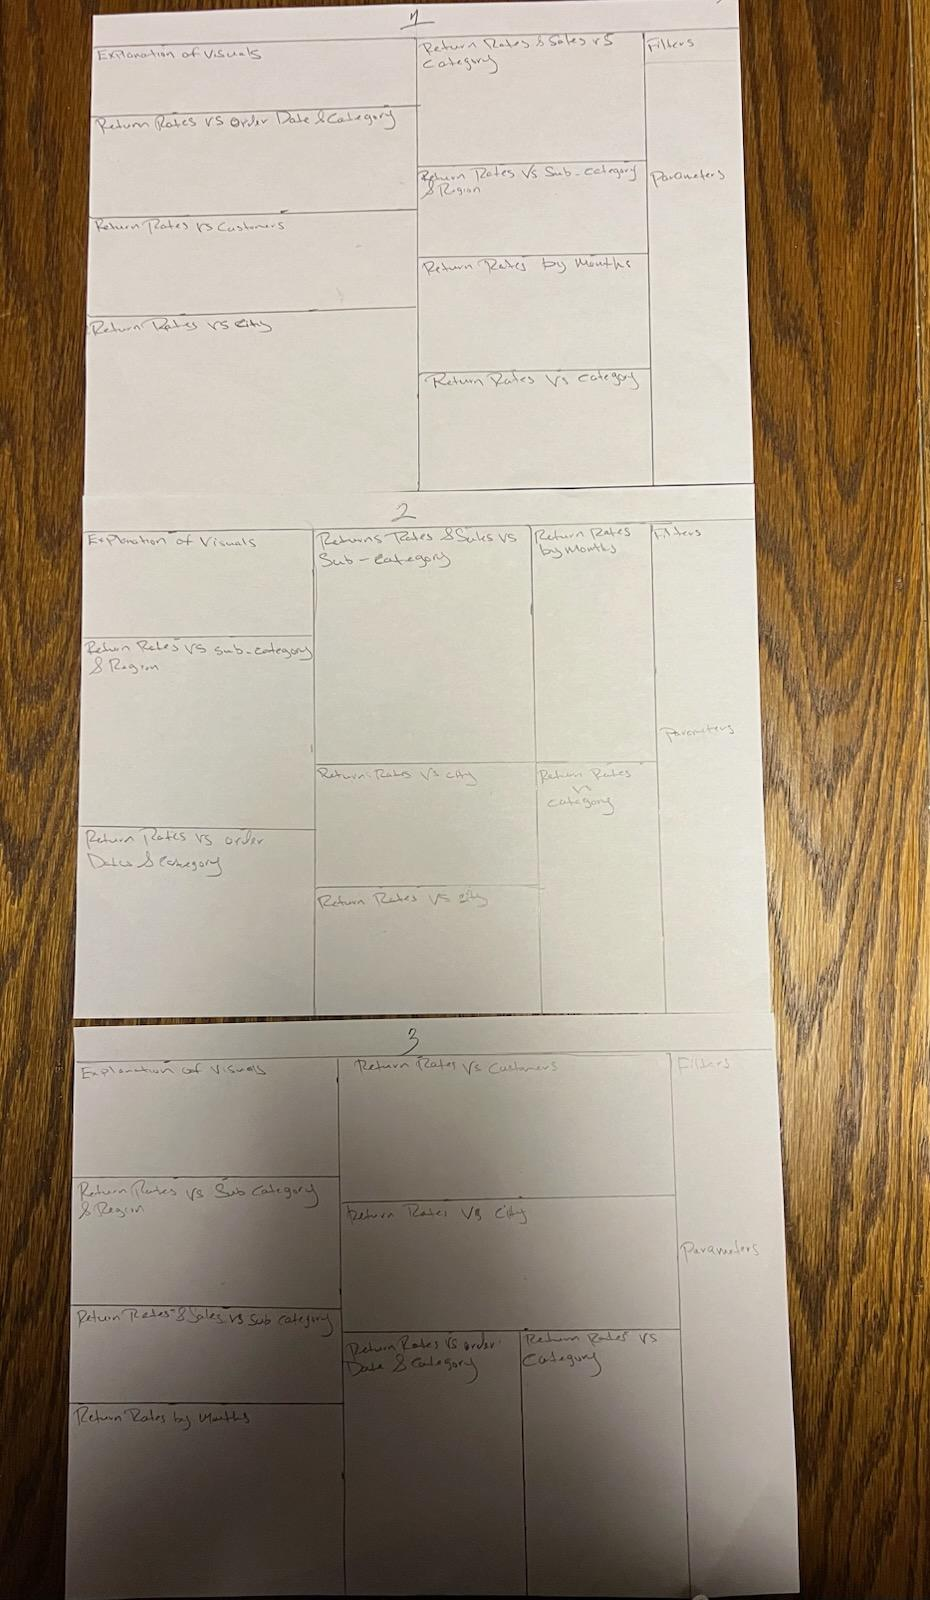 1
Explanation of Visuals
Return Rates vs Order Date & Category
Return Rates vs Customers
Return Rates vs City
Return Rates & Sales vs
Category
Return Rates vs Sub-category
& Region
Return Rates by Months
Return Rates vs Category
Filters
Parameters
2
Explanation of Visuals
Return Rates vs Sub-category
& Region
Return Rates vs order
Dates & Category
Returns Rates & Sales vs
Sub-category
Return Rates vs city
Return Rates vs city
Return Rates
by Months
Return Rates
vs
category
Filters
Parameters
3
Explanation of Visuals
Return Rates vs Sub Category
& Region
Return Rates & Sales vs Sub category
Return Rates by Months
Return Rates vs Customers
Return Rates vs City
Return Rates vs order
Date & Category
Return Rates vs
Category
Filters
Parameters